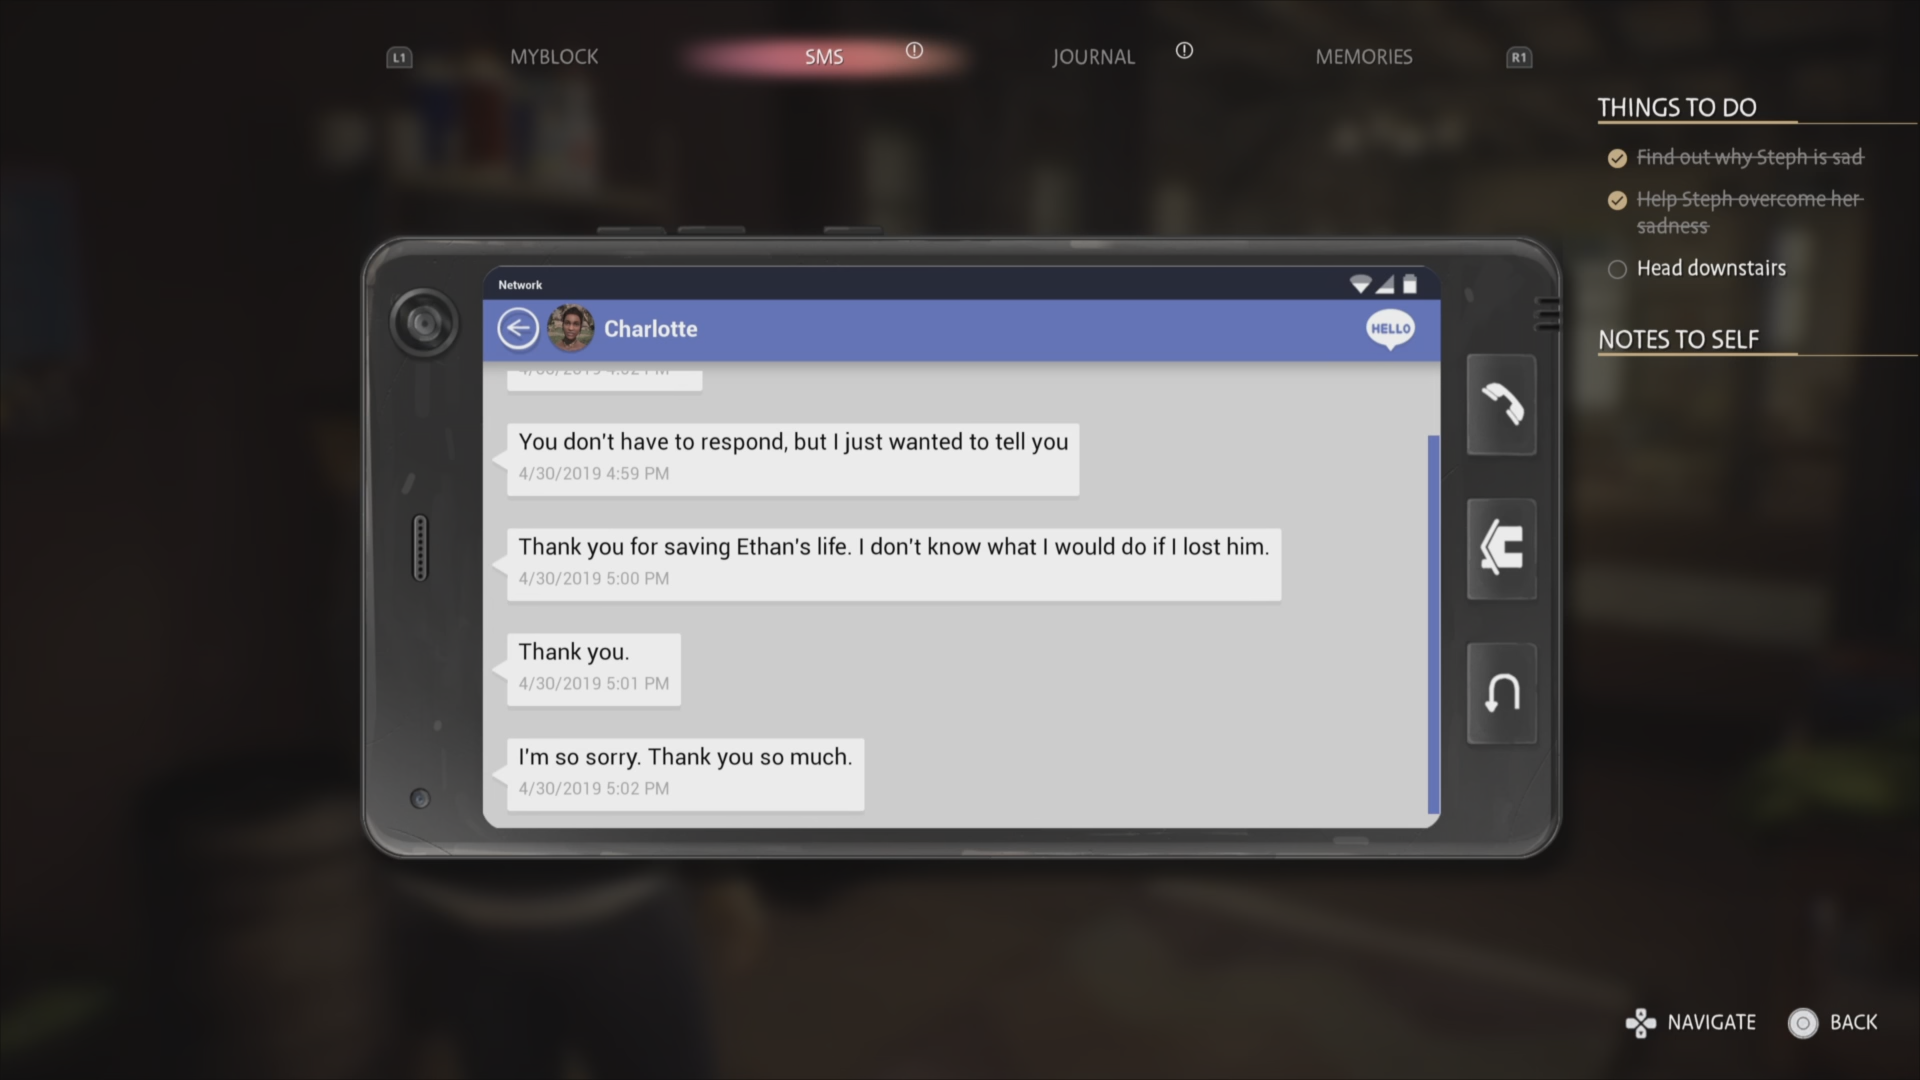 L1
MYBLOCK
SMS
JOURNAL
MEMORIES
R1
THINGS TO DO
Find out why Steph is sad
Help Steph overcome her
sadness
Head downstairs
NOTES TO SELF
Network
Charlotte
HELLO
You don't have to respond, but I just wanted to tell you
4/30/2019 4:59 PM
Thank you for saving Ethan's life. I don't know what I would do if I lost him.
4/30/2019 5:00 PM
Thank you.
4/30/2019 5:01 PM
I'm so sorry. Thank you so much.
4/30/2019 5:02 PM
NAVIGATE
BACK